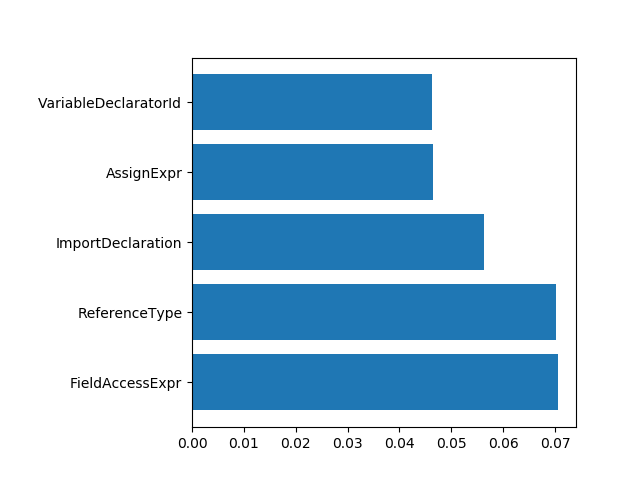 VariableDeclaratorId
AssignExpr
ImportDeclaration
ReferenceType
FieldAccessExpr
0.00 0.01 0.02 0.03 0.04 0.05 0.06 0.07